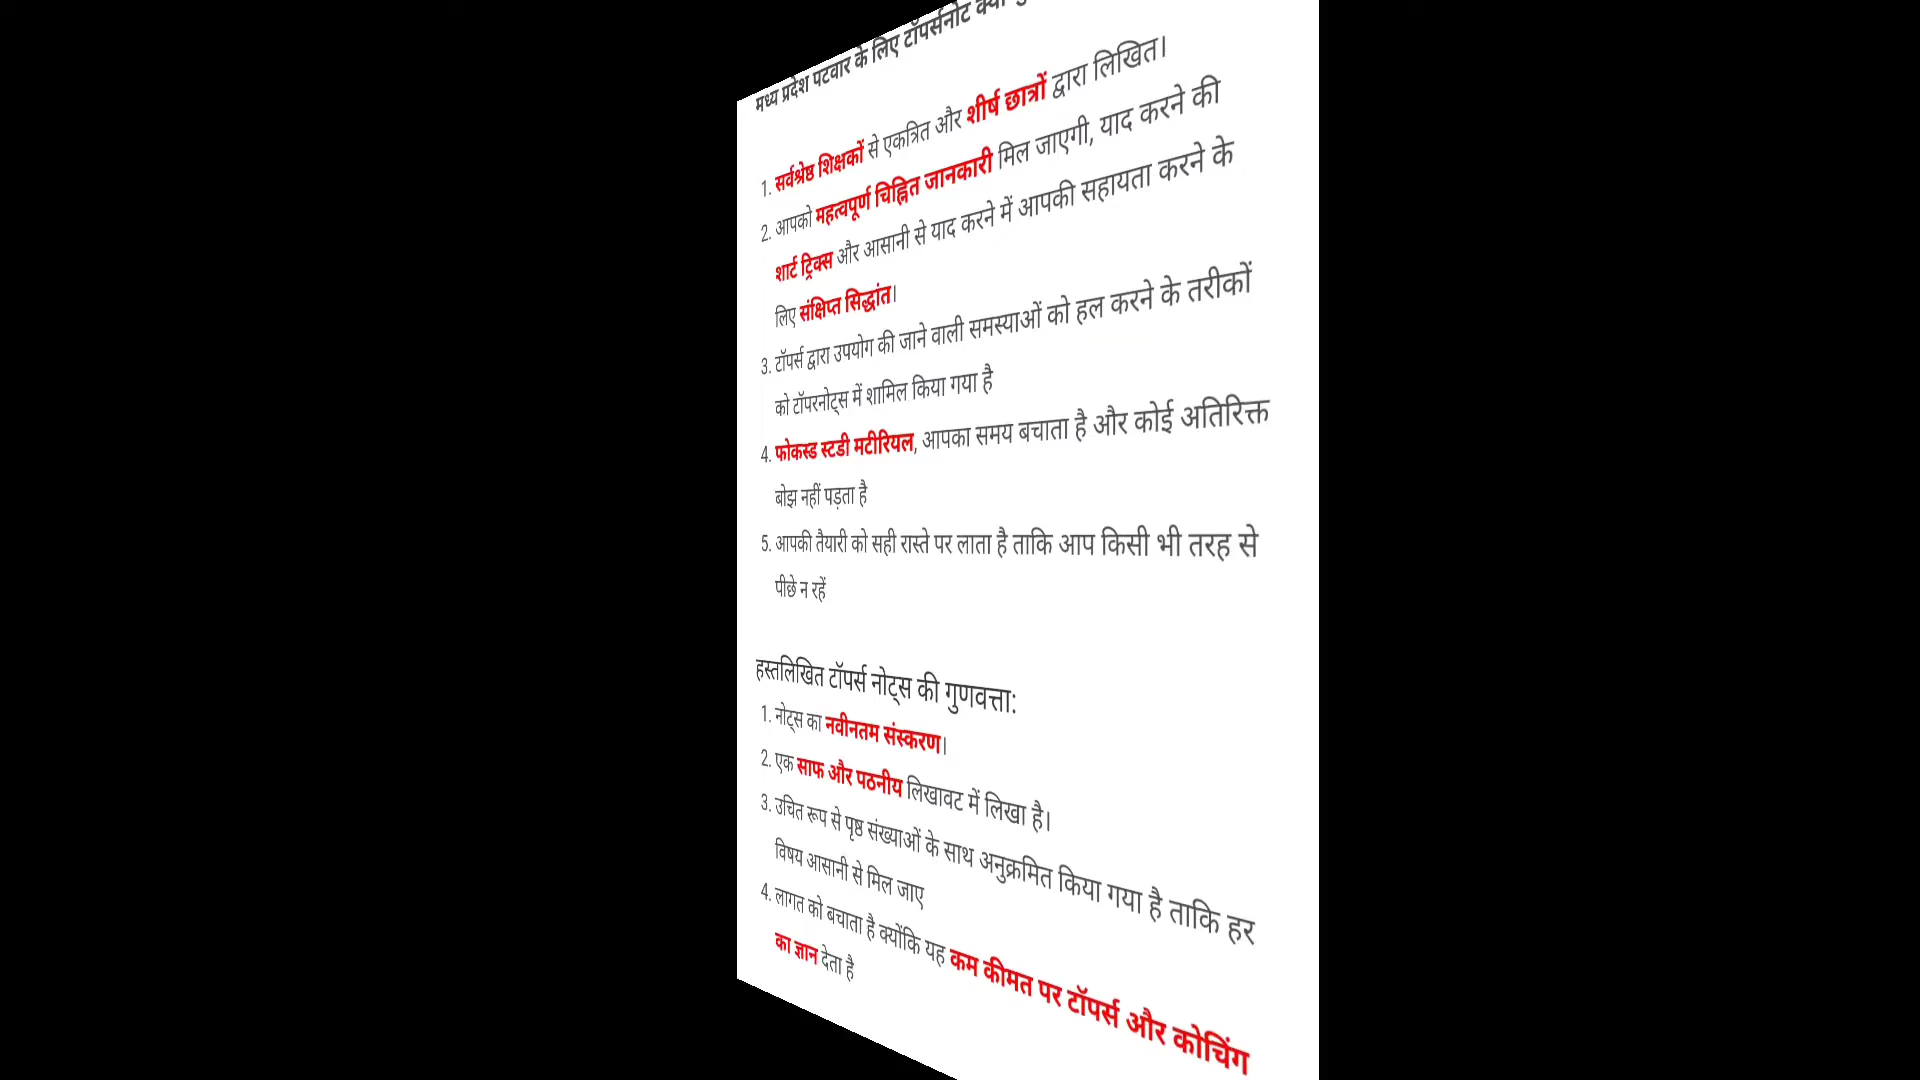 मध्य प्रदेश पटवार के लिए टॉपर्सनोट
1. सर्वश्रेष्ठ शिक्षकों से एकत्रित और शीर्ष छात्रों द्वारा लिखित।
2. आपको महत्वपूर्ण चिह्नित जानकारी मिल जाएगी, याद करने की
शार्ट ट्रिक्स और आसानी से याद करने में आपकी सहायता करने के
लिए संक्षिप्त सिद्धांत।
3. टॉपर्स द्वारा उपयोग की जाने वाली समस्याओं को हल करने के तरीकों
को टॉपरनोट्स में शामिल किया गया है
4. फोकस्ड स्टडी मटीरियल, आपका समय बचाता है और कोई अतिरिक्त
बोझ नहीं पड़ता है
5. आपकी तैयारी को सही रास्ते पर लाता है ताकि आप किसी भी तरह से
पीछे न रहें
हस्तलिखित टॉपर्स नोट्स की गुणवत्ता:
1. नोट्स का नवीनतम संस्करण।
2. एक साफ और पठनीय लिखावट में लिखा है।
3. उचित रूप से पृष्ठ संख्याओं के साथ अनुक्रमित किया गया है ताकि हर
विषय आसानी से मिल जाए
4. लागत को बचाता है क्योंकि यह कम कीमत पर टॉपर्स और कोचिंग
का ज्ञान देता है